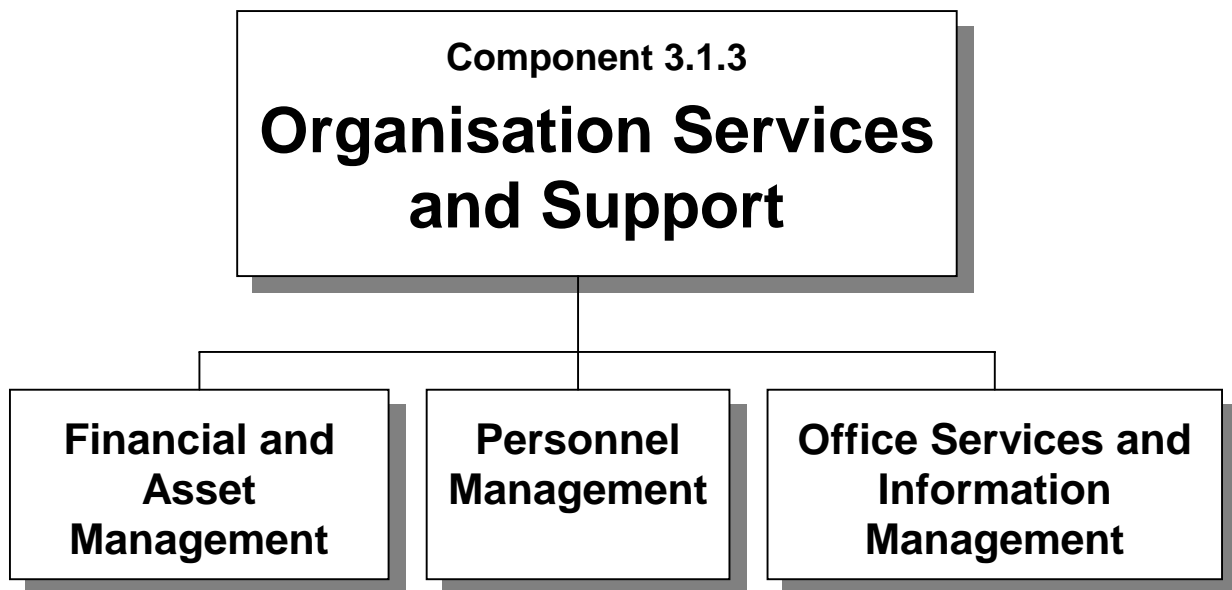 Component 3.1.3
Organisation Services
and Support
Financial and
Asset
Management
Personnel
Management
Office Services and
Information
Management